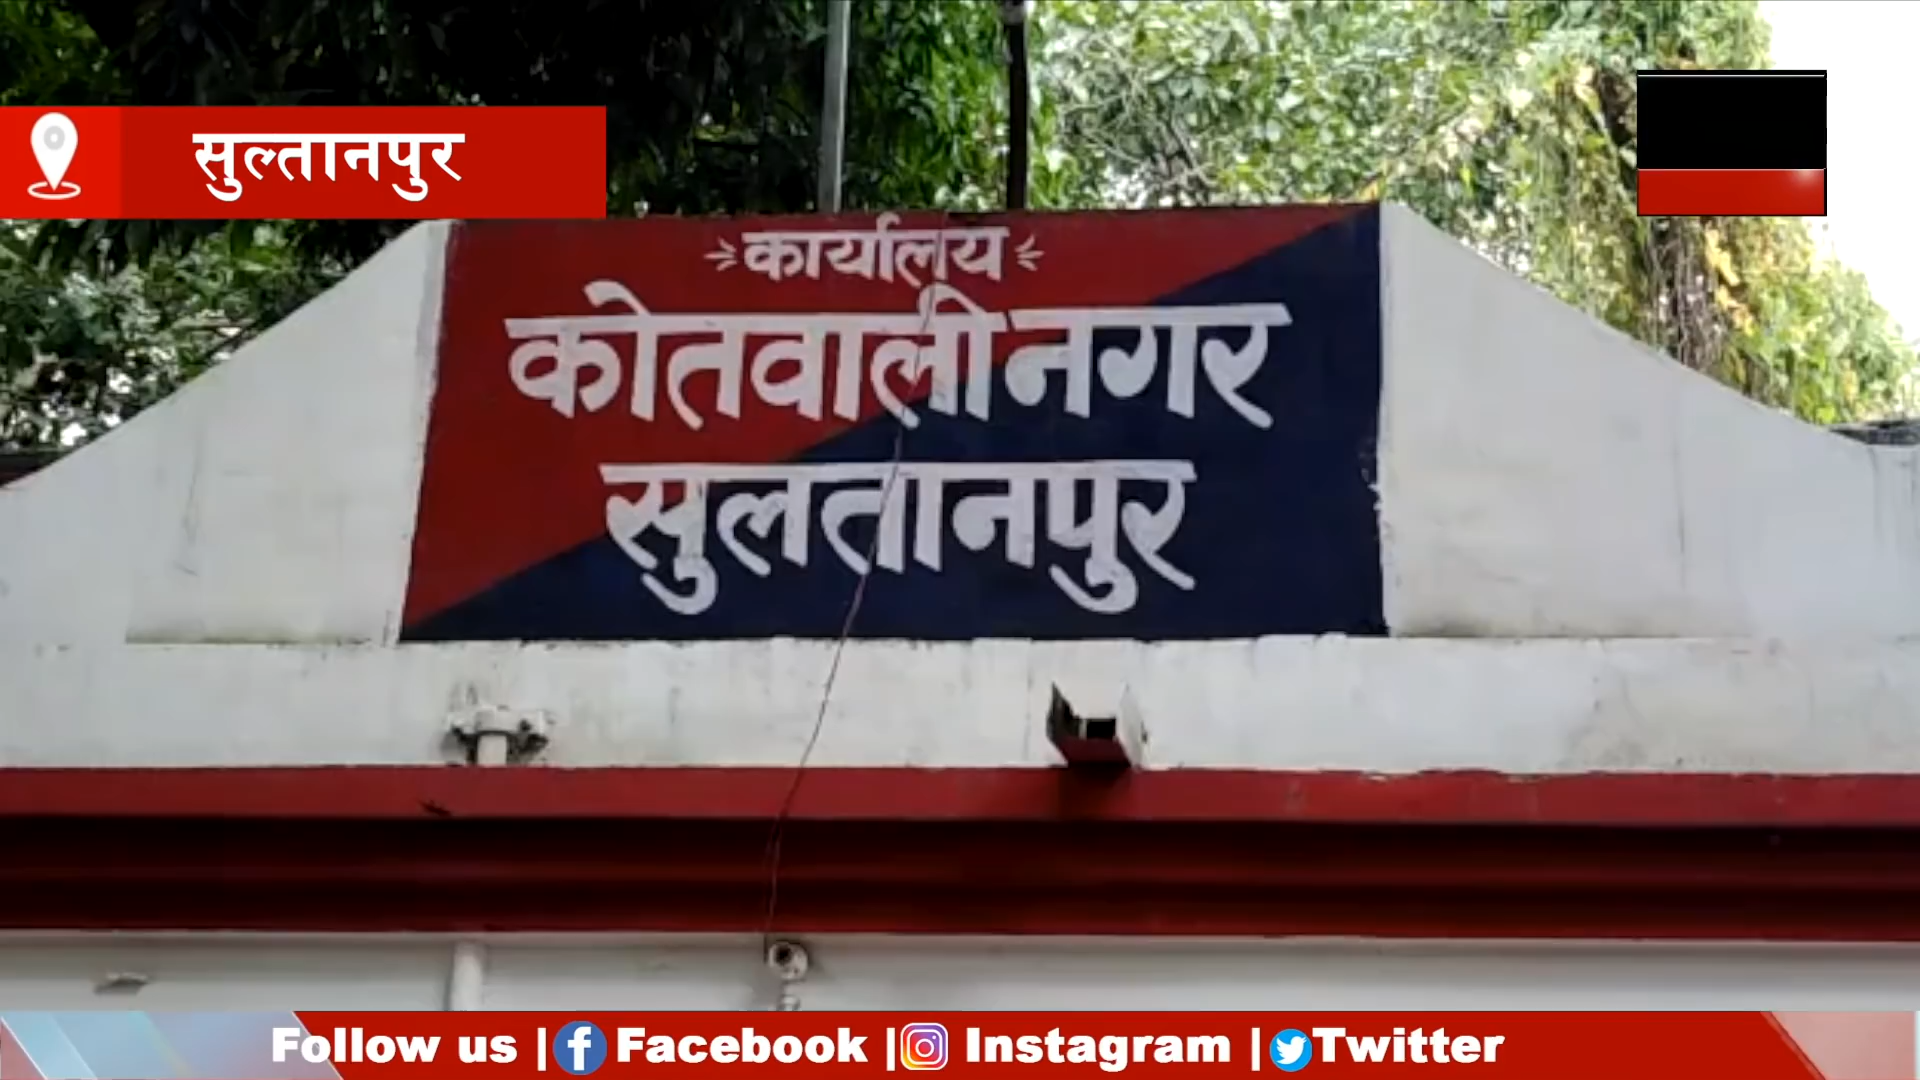 सुल्तानपुर
कार्यालय
कोतवाली नगर
सुलतानपुर
Follow us | Facebook | Instagram | Twitter